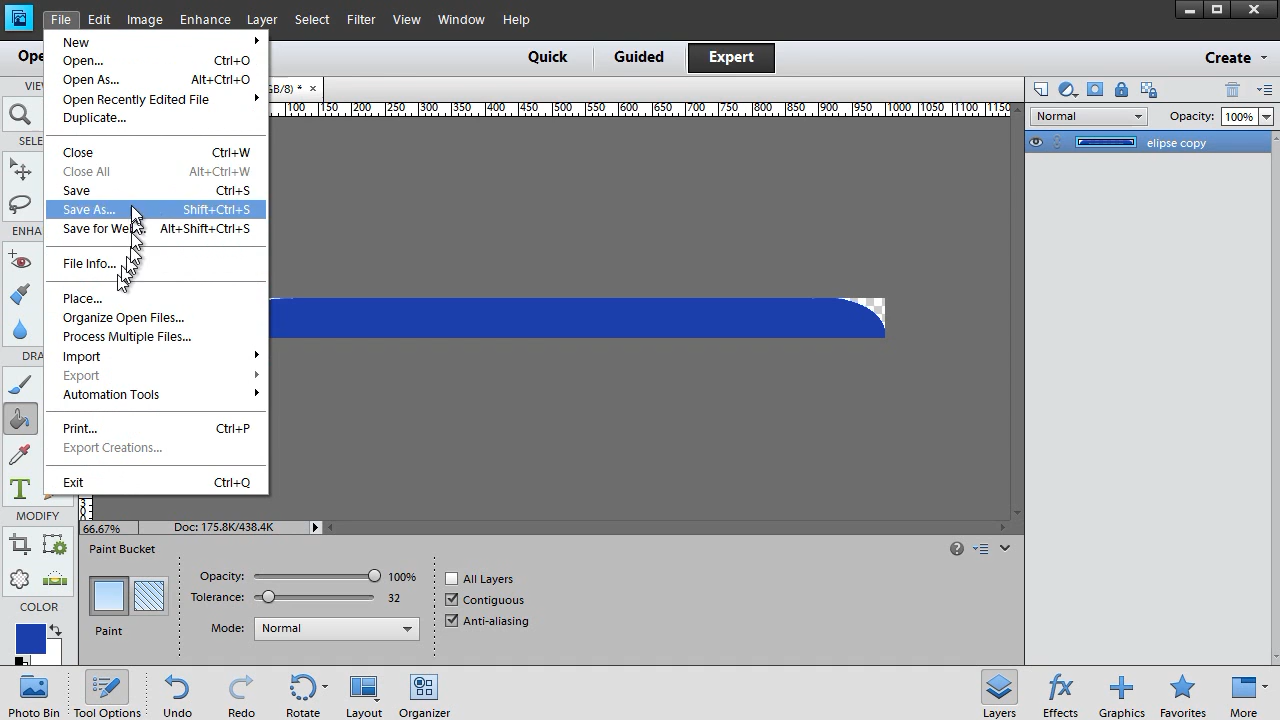 File Edit Image Enhance Layer Select Filter View Window Help
Quick Guided Expert Create
New
Open... Ctrl+O
Open As... Alt+Ctrl+O
Open Recently Edited File
Duplicate...
Close Ctrl+W
Close All Alt+Ctrl+W
Save Ctrl+S
Save As... Shift+Ctrl+S
Save for Alt+Shift+Ctrl+S
File Info...
Place...
Organize Open Files...
Process Multiple Files...
Import
Export
Automation Tools
Print... Ctrl+P
Export Creations...
Exit Ctrl+Q
GB/8) * ×
100 150 200 250 300 350 400 450 500 550 600 650 700 750 800 850 900 950 1000 1050 1100 1150
Normal Opacity: 100%
elipse copy
VIE
SELE
ENHA
DRA
MODIFY
COLOR
66.67% Doc: 175.8K/438.4K
Paint Bucket
Paint
Opacity: 100%
Tolerance: 32
Mode: Normal
All Layers
Contiguous
Anti-aliasing
Photo Bin Tool Options Undo Redo Rotate Layout Organizer Layers Effects Graphics Favorites More